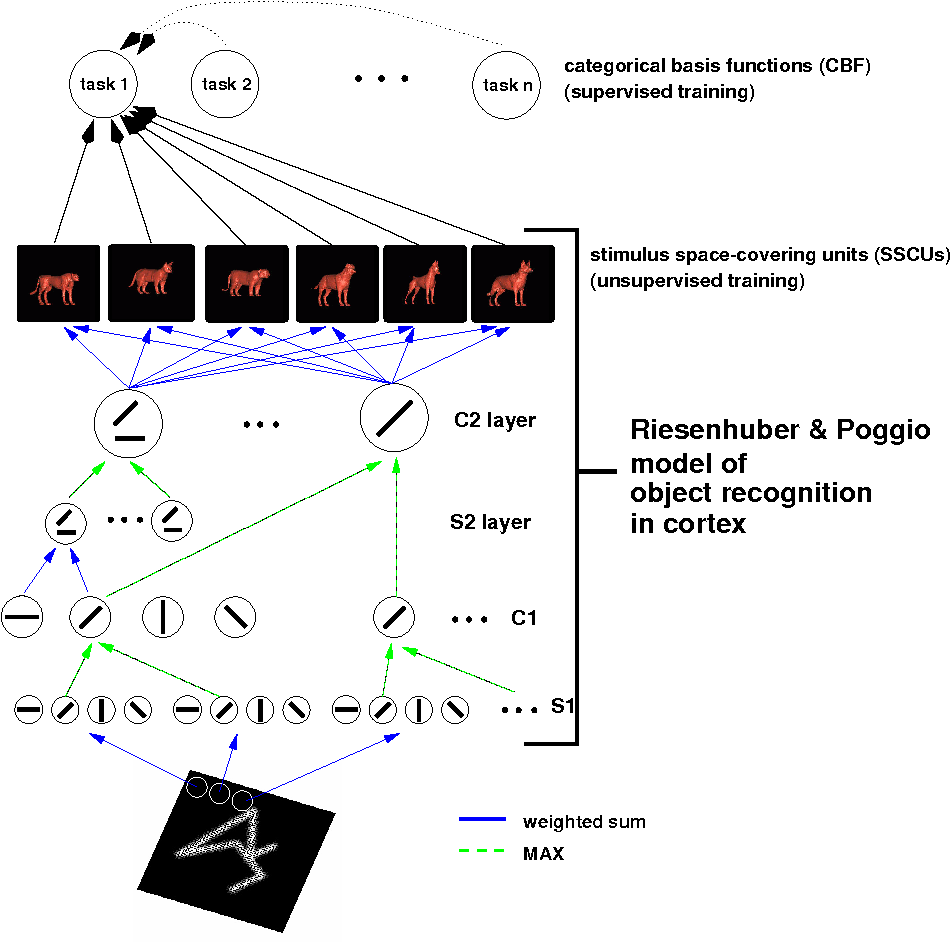 task 1
task 2
task n
categorical basis functions (CBF)
(supervised training)
stimulus space-covering units (SSCUs)
(unsupervised training)
C2 layer
Riesenhuber & Poggio
model of
object recognition
in cortex
S2 layer
C1
S1
weighted sum
MAX